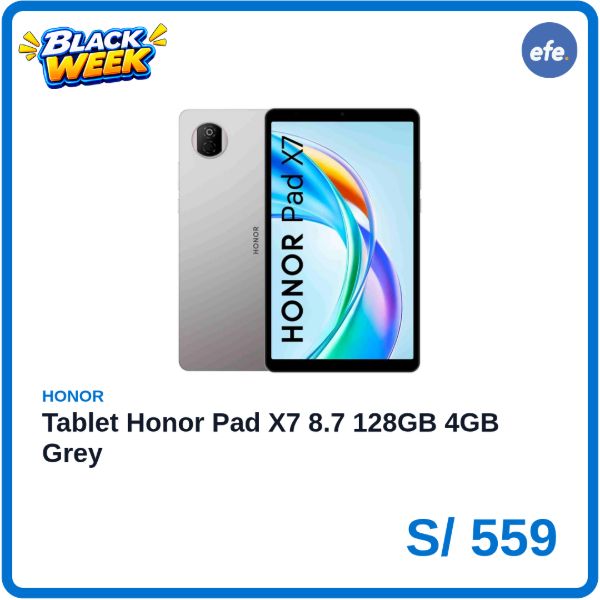 BLACK
WEEK
efe.
HONOR
HONOR Pad X7
HONOR
Tablet Honor Pad X7 8.7 128GB 4GB
Grey
S/ 559